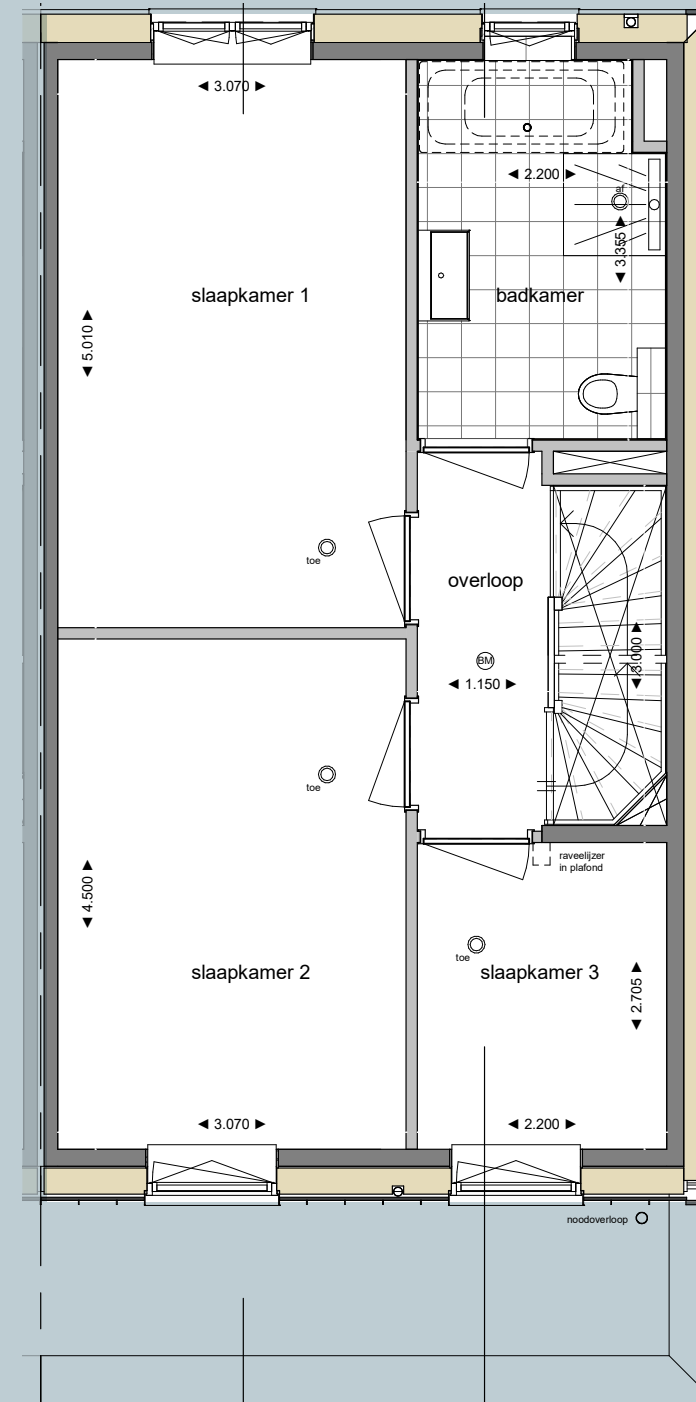 3.070
2.200
af
3.355
slaapkamer 1
badkamer
5.010
toe
overloop
BM
1.150
3.000
toe
raveelijzer
in plafond
4.500
toe
slaapkamer 2
slaapkamer 3
2.705
3.070
2.200
noodoverloop